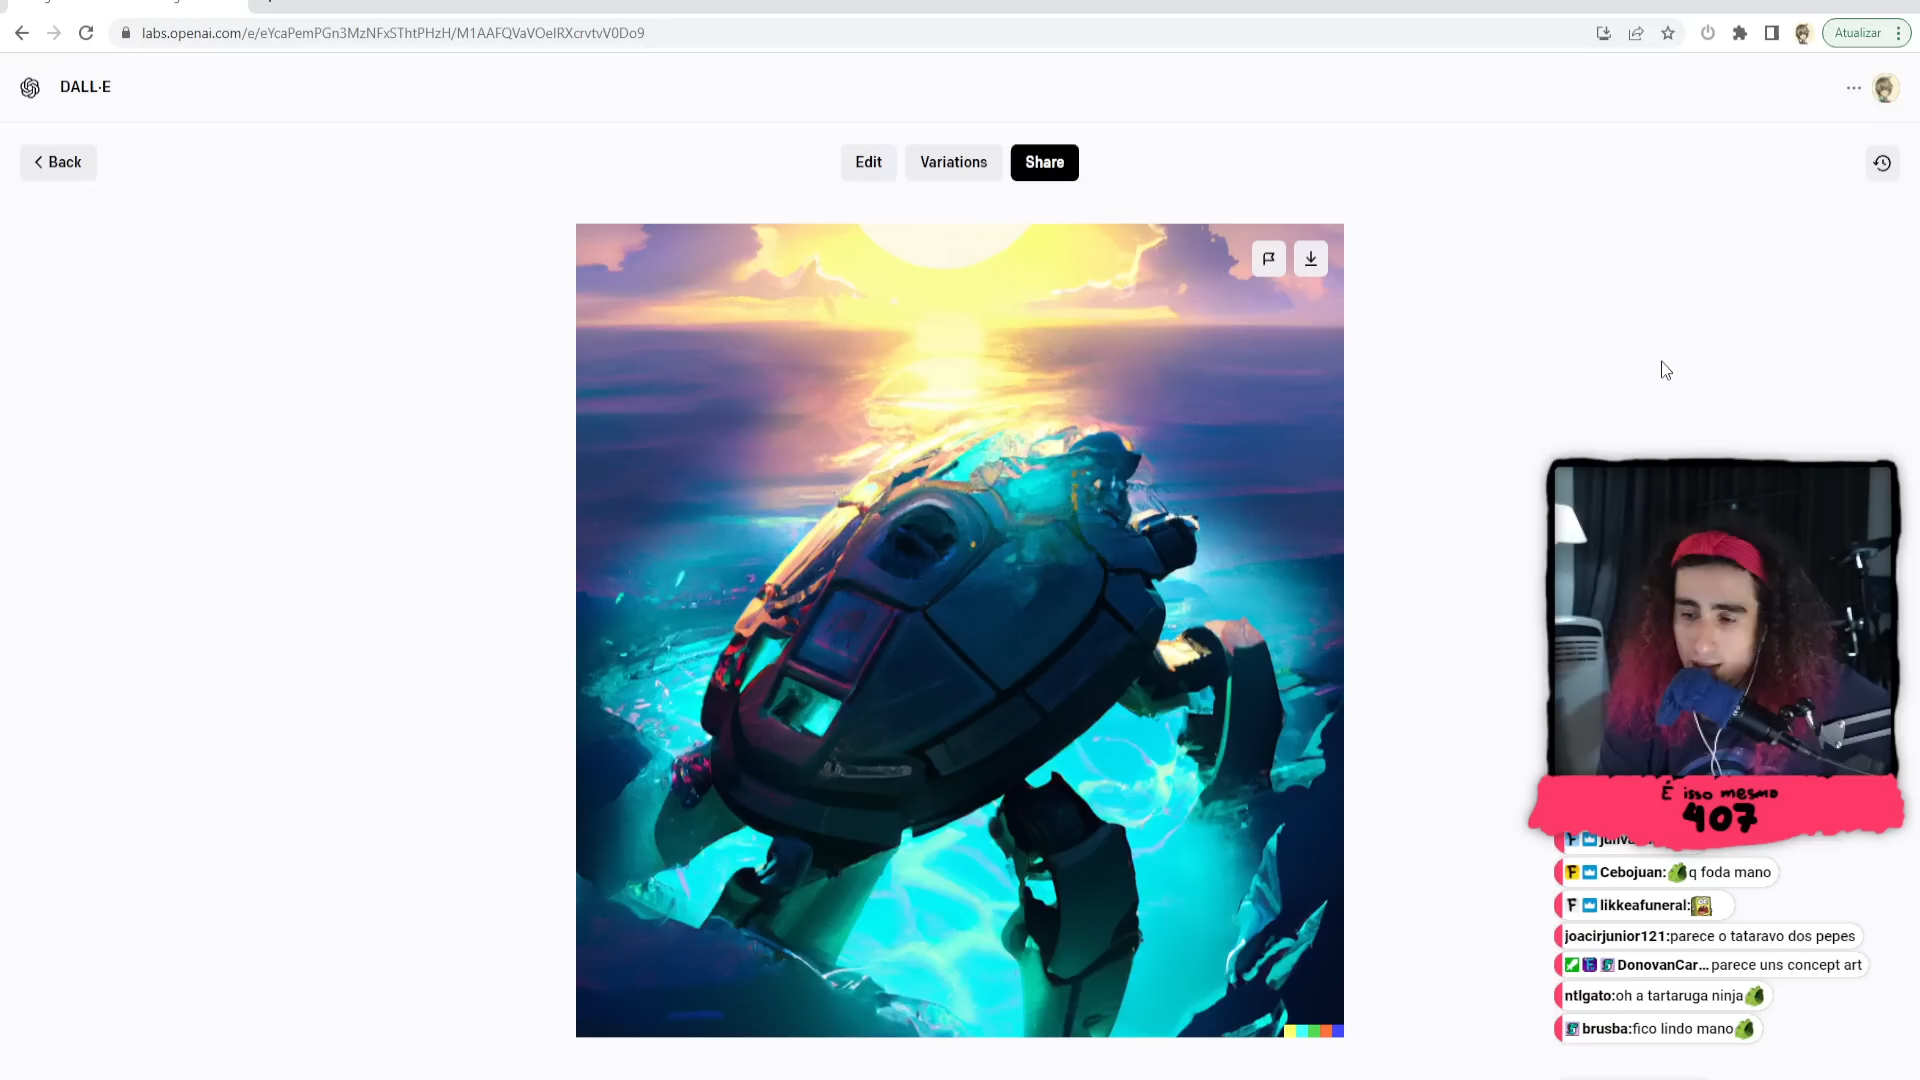 labs.openai.com/e/eYcaPemPGn3MzNFxSThtPHzH/M1AAFQVaVOeIRXcrvtvV0Do9
Atualizar
DALL·E
Back
Edit
Variations
Share
É isso mesmo
407
Cebojuan: q foda mano
likkeafuneral:
joacirjunior121:parece o tataravo dos pepes
DonovanCar... parece uns concept art
ntlgato:oh a tartaruga ninja
brusba:fico lindo mano